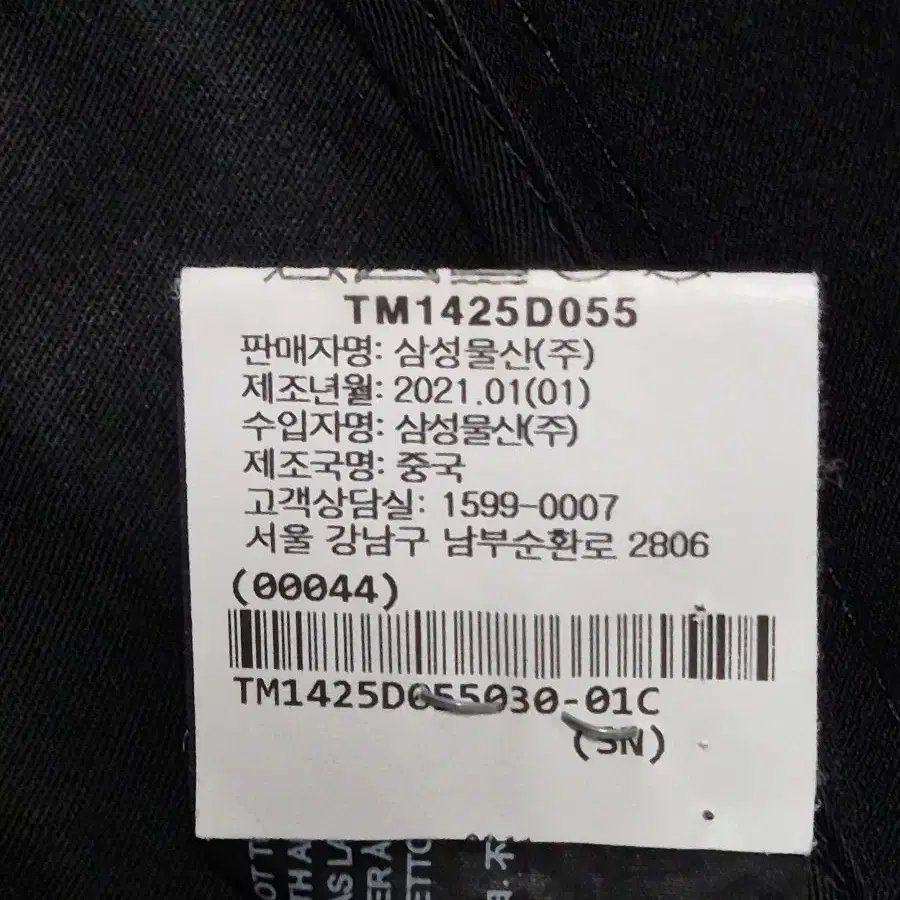 TM1425D055
판매자명: 삼성물산(주)
제조년월: 2021.01(01)
수입자명: 삼성물산(주)
제조국명: 중국
고객상담실: 1599-0007
서울 강남구 남부순환로 2806
(00044)
TM1425D055030-01C
(SN)